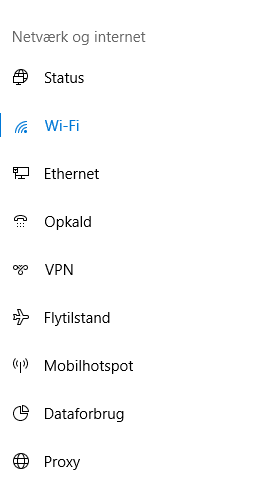 Netværk og internet
Status
Wi-Fi
Ethernet
Opkald
VPN
Flytilstand
Mobilhotspot
Dataforbrug
Proxy